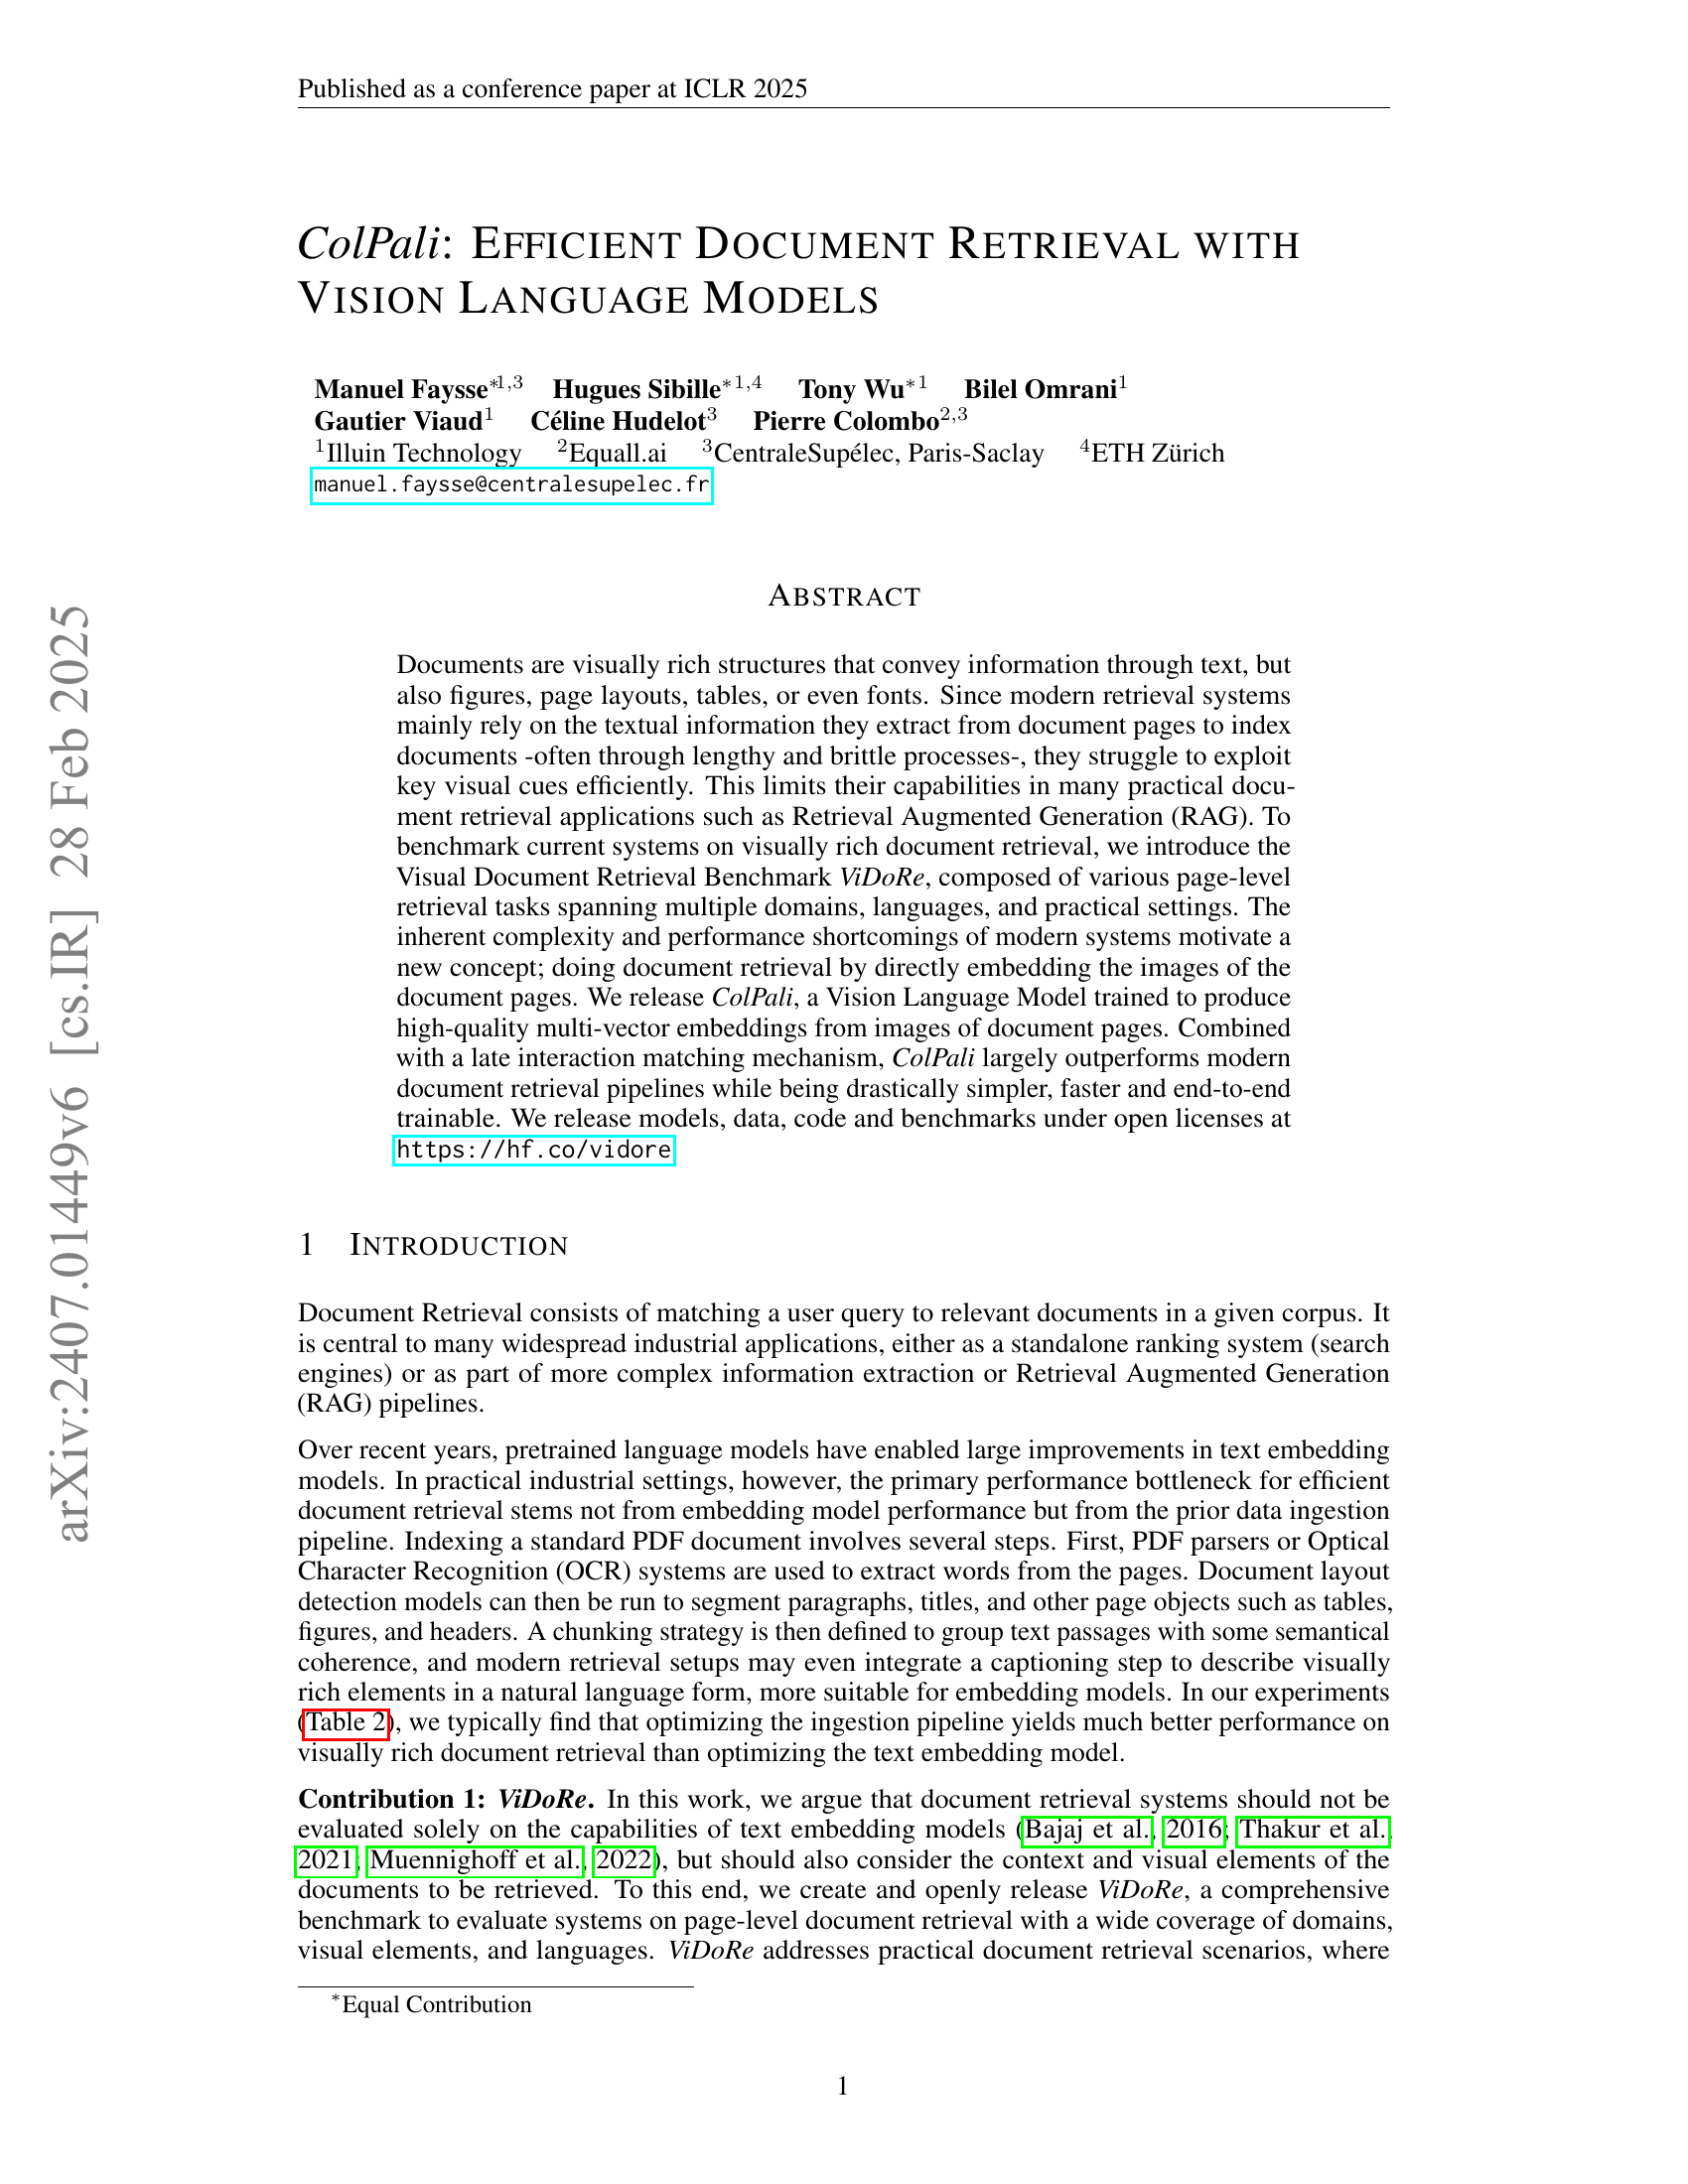 Published as a conference paper at ICLR 2025
ColPali: EFFICIENT DOCUMENT RETRIEVAL WITH
VISION LANGUAGE MODELS
Manuel Faysse*1,3 Hugues Sibille*1,4 Tony Wu*1 Bilel Omrani1
Gautier Viaud1 Céline Hudelot3 Pierre Colombo2,3
1Illuin Technology 2Equall.ai 3CentraleSupélec, Paris-Saclay 4ETH Zürich
manuel.faysse@centralesupelec.fr
ABSTRACT
Documents are visually rich structures that convey information through text, but
also figures, page layouts, tables, or even fonts. Since modern retrieval systems
mainly rely on the textual information they extract from document pages to index
documents -often through lengthy and brittle processes-, they struggle to exploit
key visual cues efficiently. This limits their capabilities in many practical docu-
ment retrieval applications such as Retrieval Augmented Generation (RAG). To
benchmark current systems on visually rich document retrieval, we introduce the
Visual Document Retrieval Benchmark ViDoRe, composed of various page-level
retrieval tasks spanning multiple domains, languages, and practical settings. The
inherent complexity and performance shortcomings of modern systems motivate a
new concept; doing document retrieval by directly embedding the images of the
document pages. We release ColPali, a Vision Language Model trained to produce
high-quality multi-vector embeddings from images of document pages. Combined
with a late interaction matching mechanism, ColPali largely outperforms modern
document retrieval pipelines while being drastically simpler, faster and end-to-end
trainable. We release models, data, code and benchmarks under open licenses at
https://hf.co/vidore
1 INTRODUCTION
Document Retrieval consists of matching a user query to relevant documents in a given corpus. It
is central to many widespread industrial applications, either as a standalone ranking system (search
engines) or as part of more complex information extraction or Retrieval Augmented Generation
(RAG) pipelines.
Over recent years, pretrained language models have enabled large improvements in text embedding
models. In practical industrial settings, however, the primary performance bottleneck for efficient
document retrieval stems not from embedding model performance but from the prior data ingestion
pipeline. Indexing a standard PDF document involves several steps. First, PDF parsers or Optical
Character Recognition (OCR) systems are used to extract words from the pages. Document layout
detection models can then be run to segment paragraphs, titles, and other page objects such as tables,
figures, and headers. A chunking strategy is then defined to group text passages with some semantical
coherence, and modern retrieval setups may even integrate a captioning step to describe visually
rich elements in a natural language form, more suitable for embedding models. In our experiments
(Table 2), we typically find that optimizing the ingestion pipeline yields much better performance on
visually rich document retrieval than optimizing the text embedding model.
Contribution 1: ViDoRe. In this work, we argue that document retrieval systems should not be
evaluated solely on the capabilities of text embedding models (Bajaj et al., 2016; Thakur et al.,
2021; Muennighoff et al., 2022), but should also consider the context and visual elements of the
documents to be retrieved. To this end, we create and openly release ViDoRe, a comprehensive
benchmark to evaluate systems on page-level document retrieval with a wide coverage of domains,
visual elements, and languages. ViDoRe addresses practical document retrieval scenarios, where
*Equal Contribution
1
arXiv:2407.01449v6 [cs.IR] 28 Feb 2025